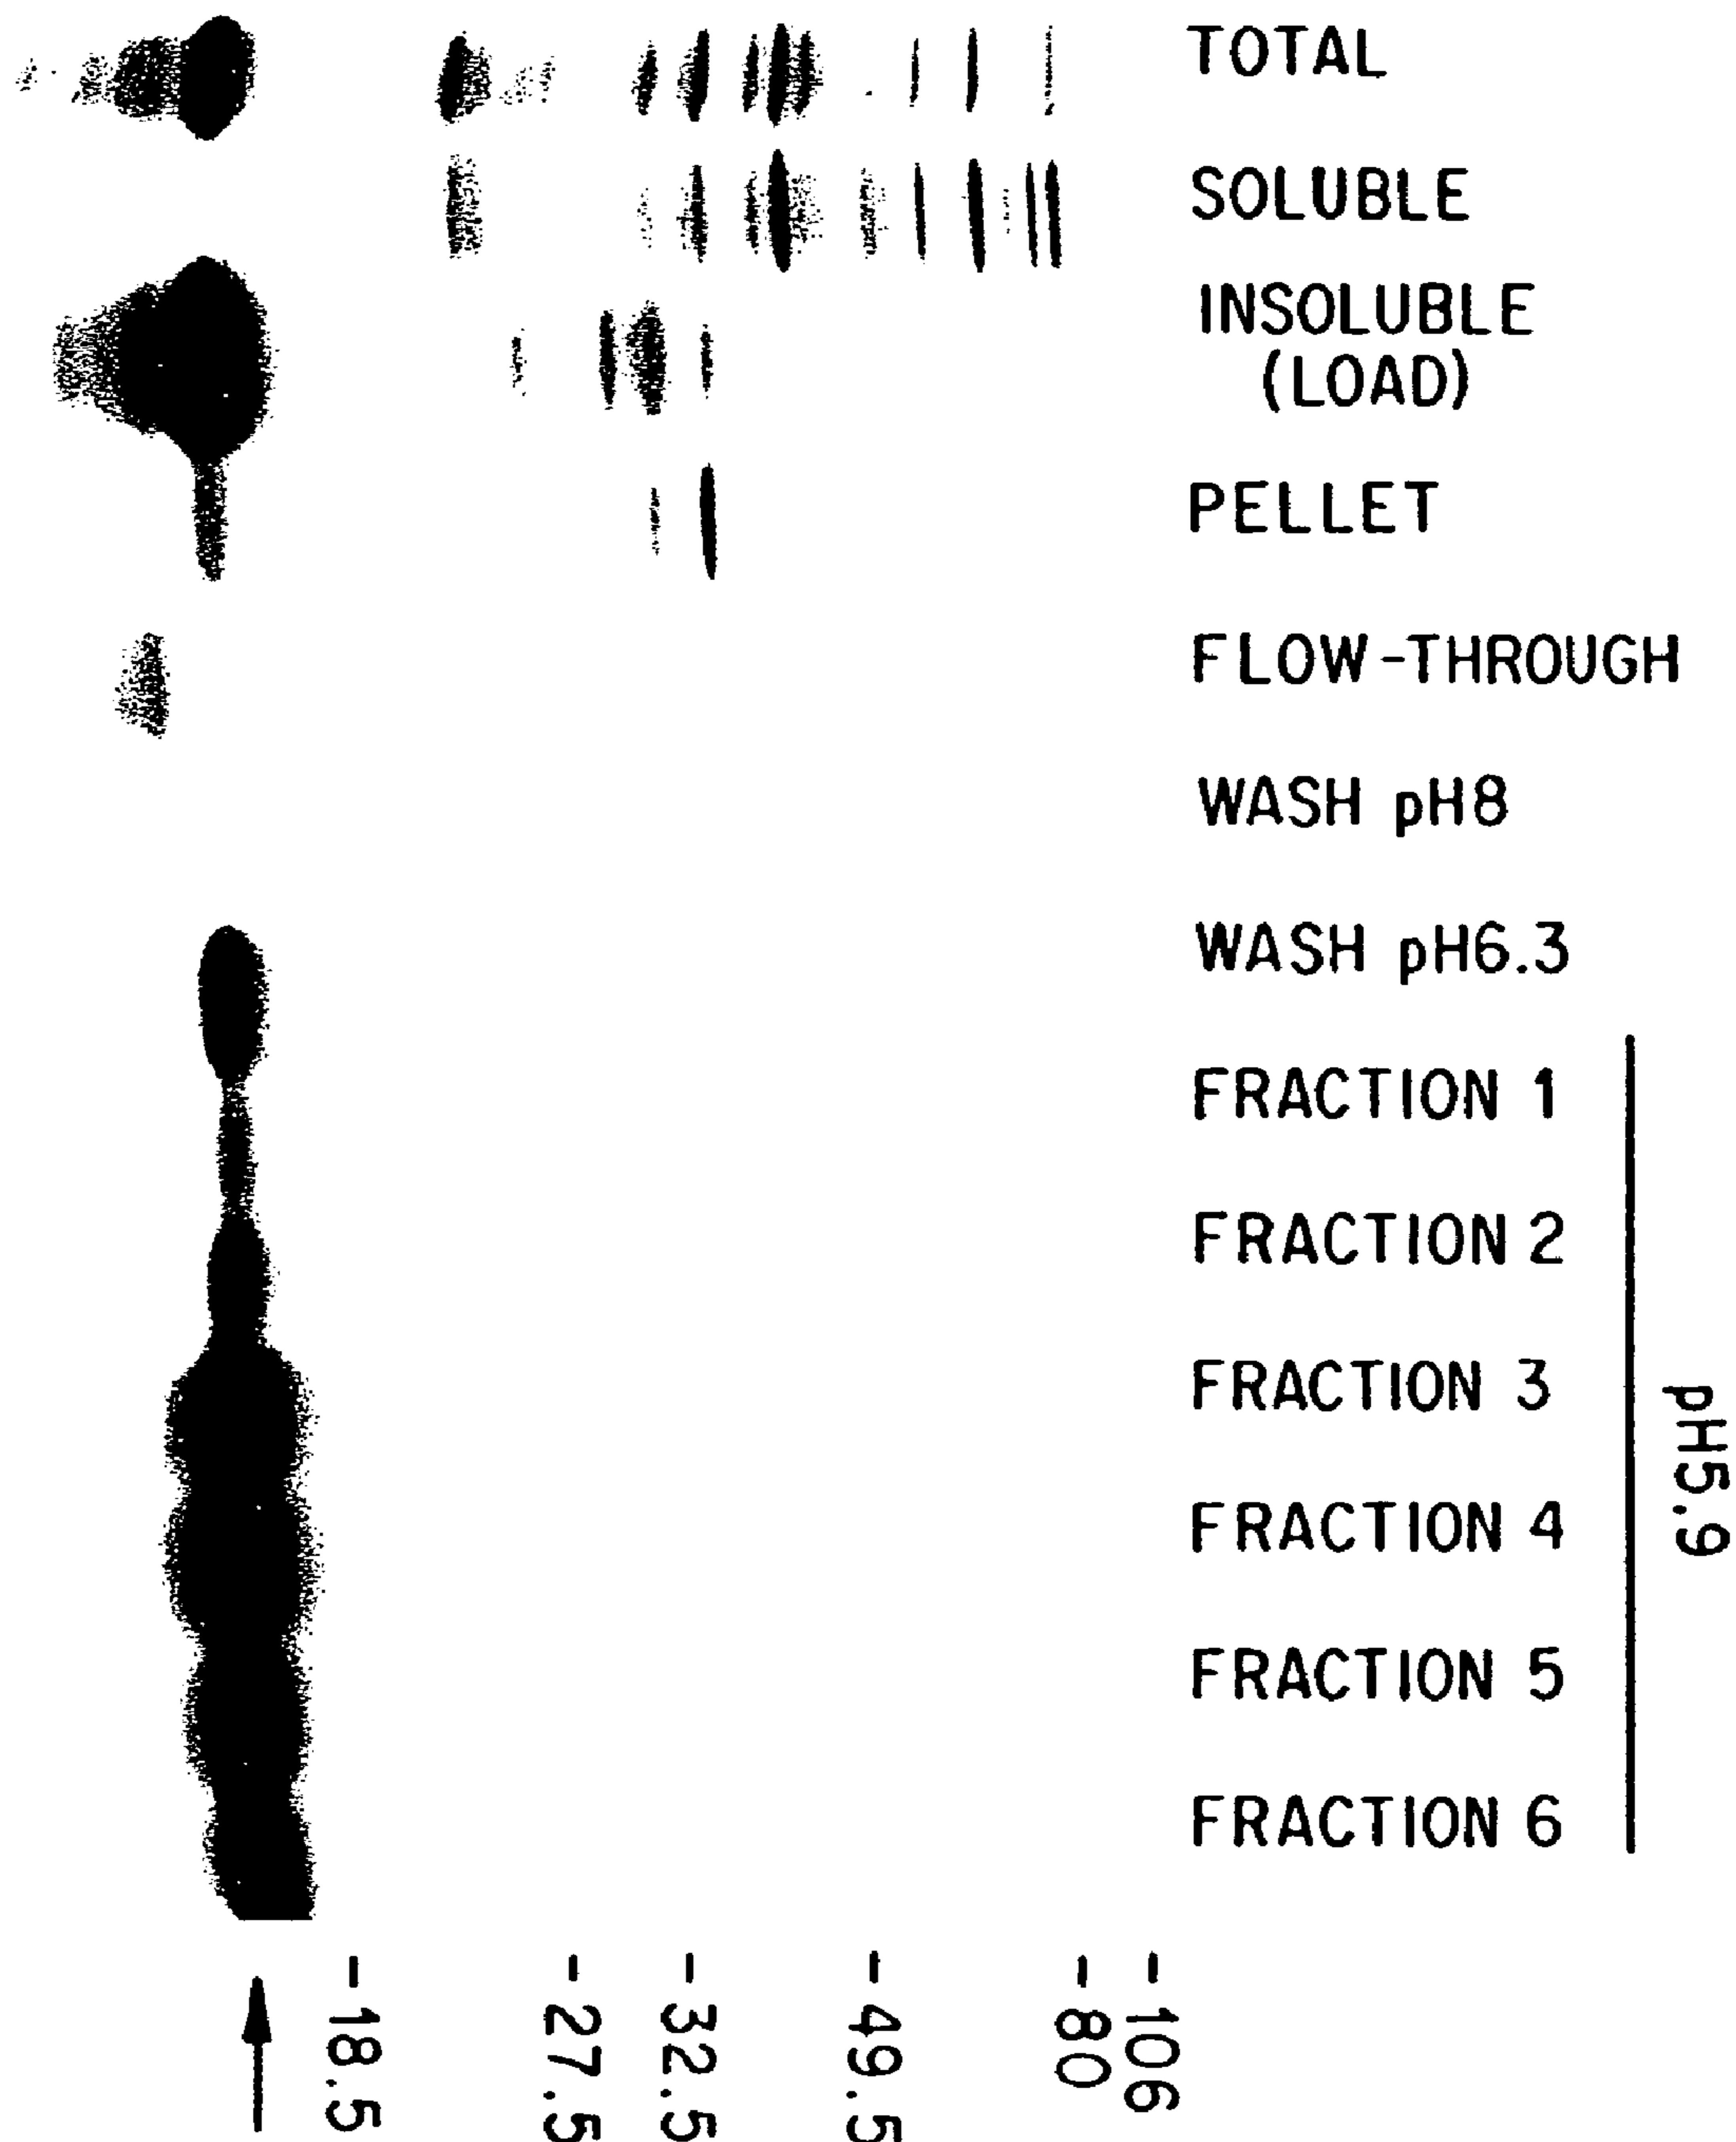 TOTAL
SOLUBLE
INSOLUBLE
(LOAD)
PELLET
FLOW-THROUGH
WASH pH8
WASH pH6.3
FRACTION 1
FRACTION 2
FRACTION 3
FRACTION 4
FRACTION 5
FRACTION 6
pH5.9
-106
-80
-49.5
-32.5
-27.5
-18.5